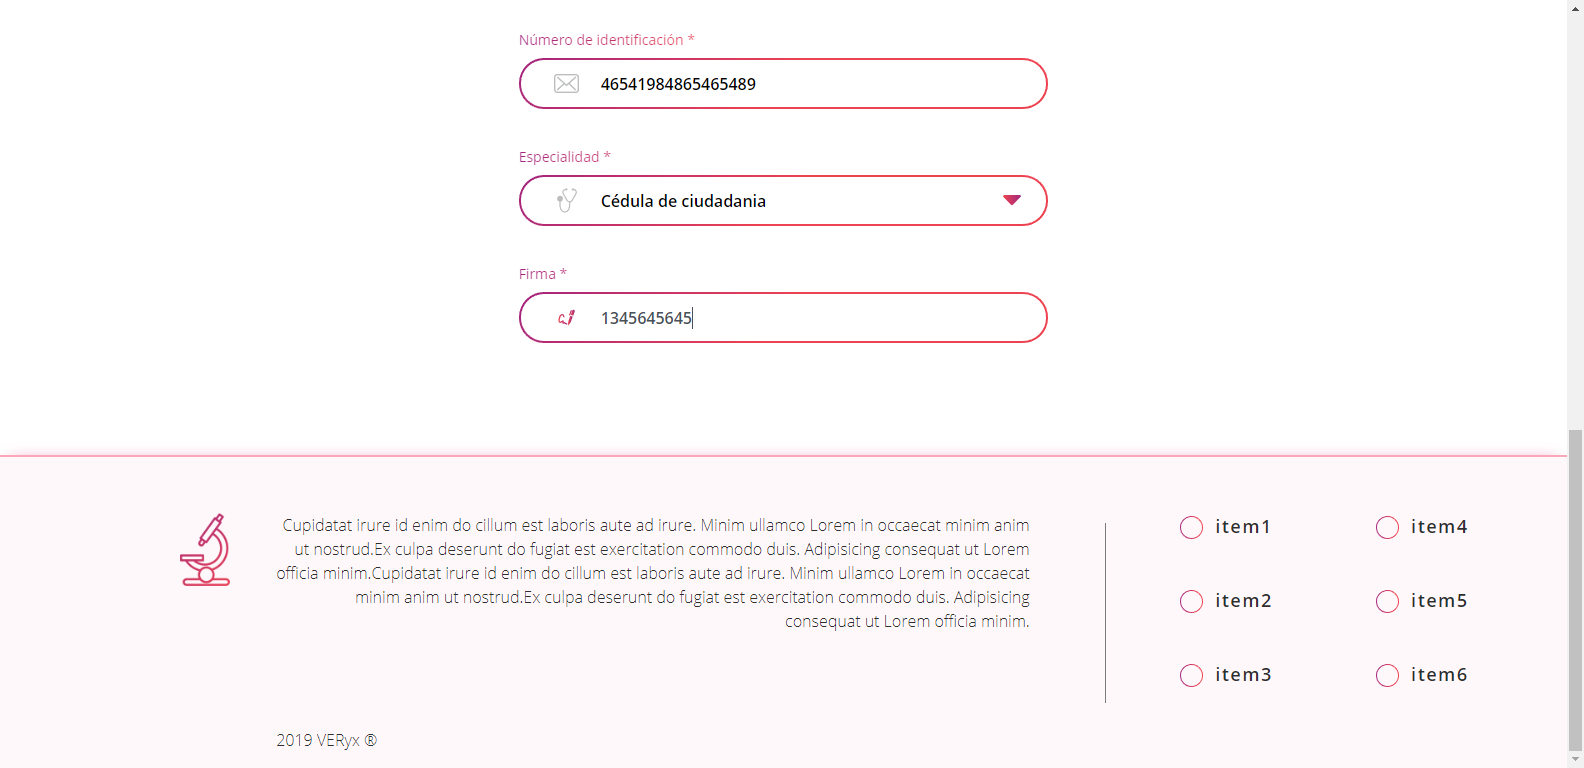 Número de identificación *
46541984865465489
Especialidad *
Cédula de ciudadania
Firma *
1345645645
Cupidatat irure id enim do cillum est laboris aute ad irure. Minim ullamco Lorem in occaecat minim anim
ut nostrud.Ex culpa deserunt do fugiat est exercitation commodo duis. Adipisicing consequat ut Lorem
officia minim.Cupidatat irure id enim do cillum est laboris aute ad irure. Minim ullamco Lorem in occaecat
minim anim ut nostrud.Ex culpa deserunt do fugiat est exercitation commodo duis. Adipisicing
consequat ut Lorem officia minim.
item1
item2
item3
item4
item5
item6
2019 VERyx ®